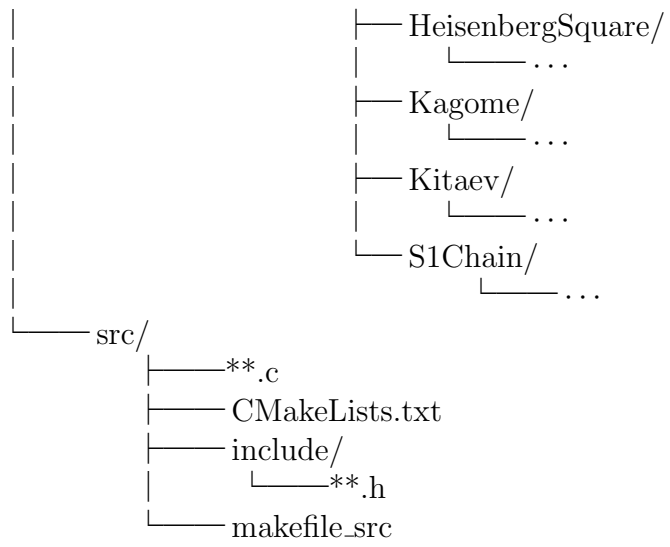 HeisenbergSquare/
...
Kagome/
...
Kitaev/
...
S1Chain/
...
src/
**.c
CMakeLists.txt
include/
**.h
makefile_src